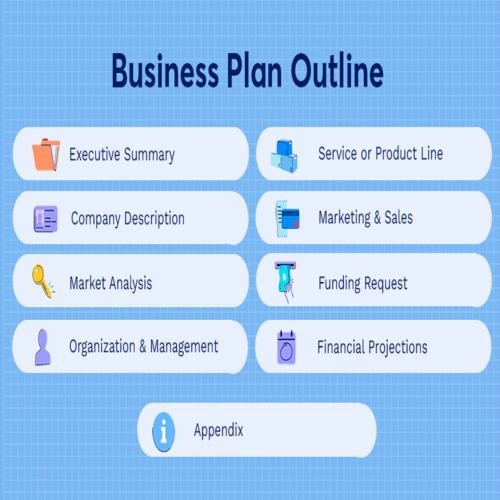 Business Plan Outline
Executive Summary
Company Description
Market Analysis
Organization & Management
Service or Product Line
Marketing & Sales
Funding Request
Financial Projections
Appendix